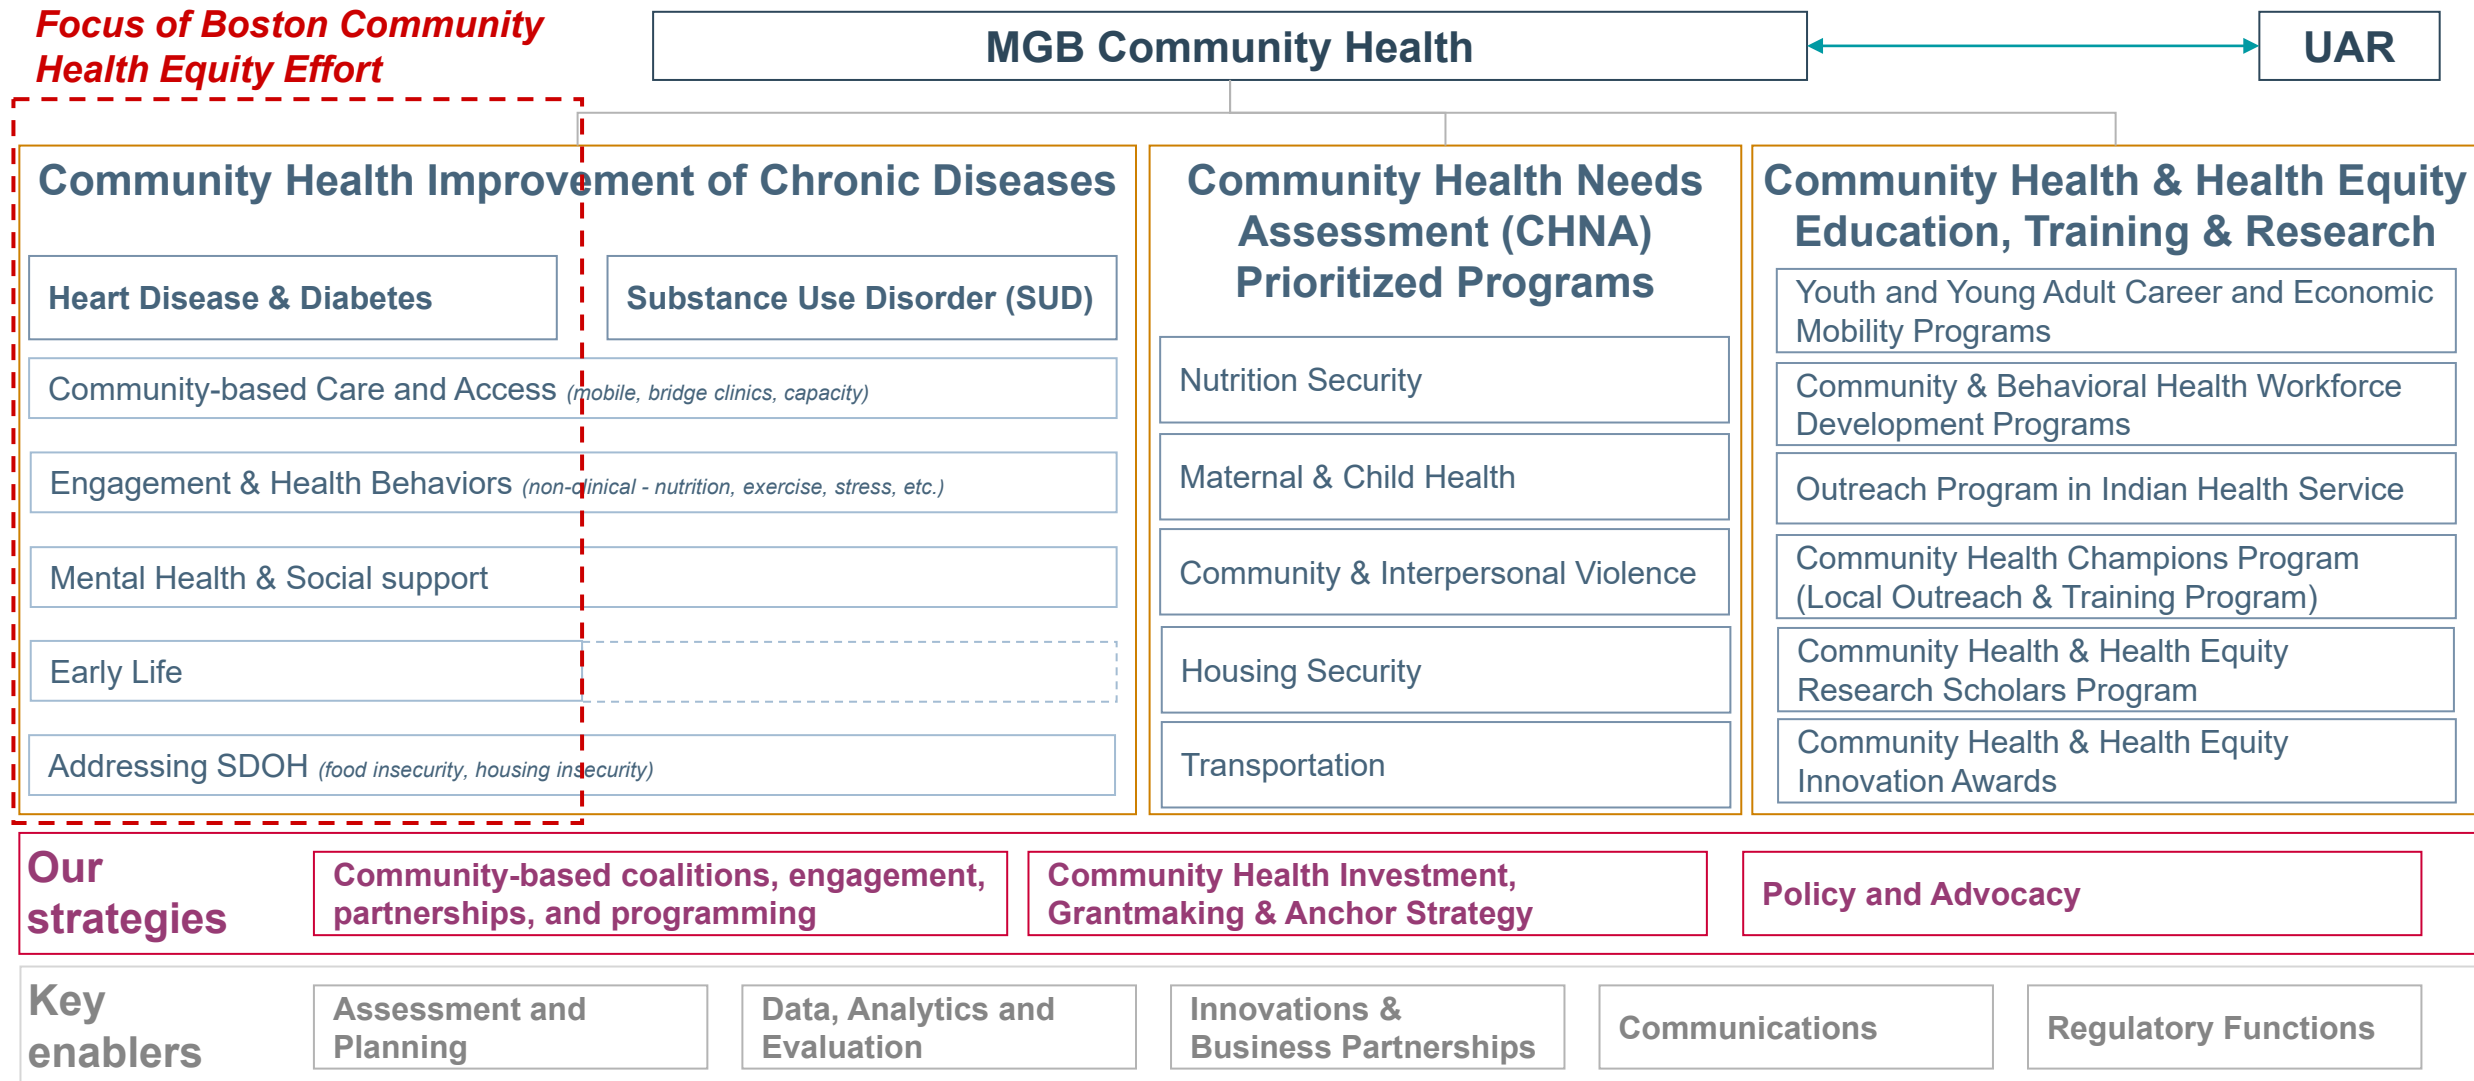 Focus of Boston Community
Health Equity Effort
MGB Community Health
UAR
Community Health Improvement of Chronic Diseases
Heart Disease & Diabetes
Substance Use Disorder (SUD)
Community-based Care and Access (mobile, bridge clinics, capacity)
Engagement & Health Behaviors (non-clinical - nutrition, exercise, stress, etc.)
Mental Health & Social support
Early Life
Addressing SDOH (food insecurity, housing insecurity)
Community Health Needs
Assessment (CHNA)
Prioritized Programs
Nutrition Security
Maternal & Child Health
Community & Interpersonal Violence
Housing Security
Transportation
Community Health & Health Equity
Education, Training & Research
Youth and Young Adult Career and Economic
Mobility Programs
Community & Behavioral Health Workforce
Development Programs
Outreach Program in Indian Health Service
Community Health Champions Program
(Local Outreach & Training Program)
Community Health & Health Equity
Research Scholars Program
Community Health & Health Equity
Innovation Awards
Our
strategies
Community-based coalitions, engagement,
partnerships, and programming
Community Health Investment,
Grantmaking & Anchor Strategy
Policy and Advocacy
Key
enablers
Assessment and
Planning
Data, Analytics and
Evaluation
Innovations &
Business Partnerships
Communications
Regulatory Functions